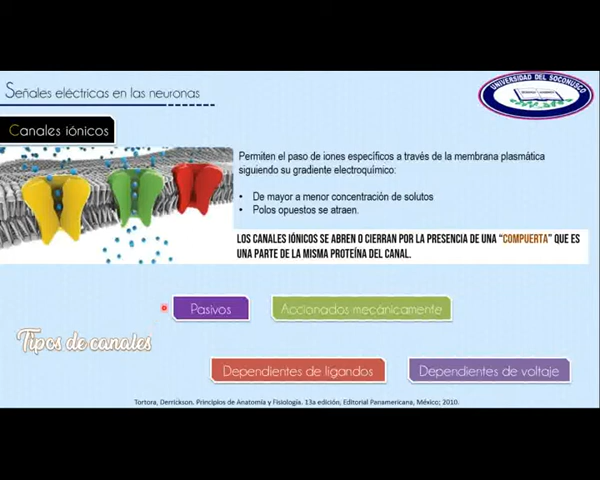 Señales eléctricas en las neuronas
UNIVERSIDAD DEL SOCONUSCO
Canales iónicos
Permiten el paso de iones específicos a través de la membrana plasmática
siguiendo su gradiente electroquímico:
• De mayor a menor concentración de solutos
• Polos opuestos se atraen.
LOS CANALES IÓNICOS SE ABREN O CIERRAN POR LA PRESENCIA DE UNA “COMPUERTA” QUE ES
UNA PARTE DE LA MISMA PROTEÍNA DEL CANAL.
Pasivos
Accionados mecánicamente
Tipos de canales
Dependientes de ligandos
Dependientes de voltaje
Tortora, Derrickson. Principios de Anatomía y Fisiología. 13a edición, Editorial Panamericana, México; 2010.